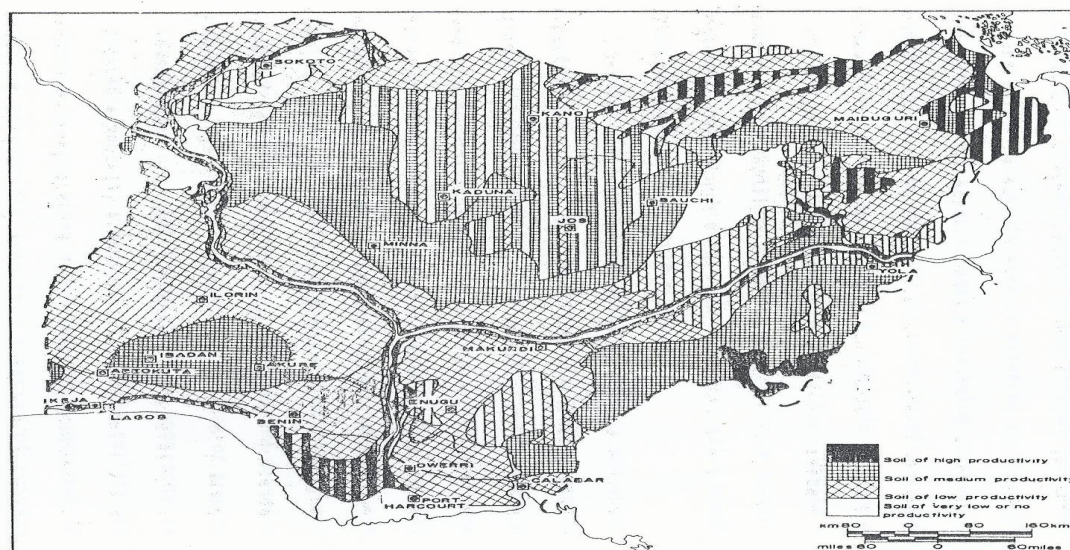 SOKOTO
KANO
MAIDUGURI
KADUNA
BAUCHI
JOS
MINNA
YOLA
ILORIN
MAKURDI
IBADAN
AKURE
ABEOKUTA
IKEJA
LAGOS
ENUGU
BENIN
OWERRI
CALABAR
PORT-
HARCOURT
Soil of high productivity
Soil of medium productivity
Soil of low productivity
Soil of very low or no
productivity
km80 0 80 160km
miles 60 0 60miles